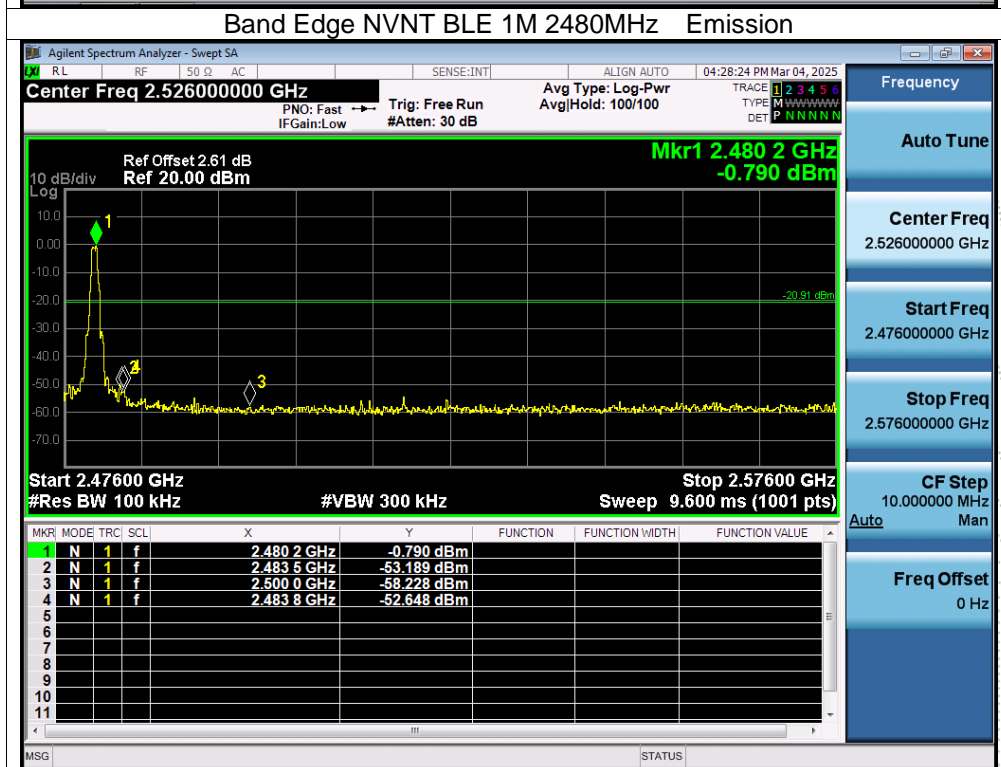 Band Edge NVNT BLE 1M 2480MHz    Emission
Agilent Spectrum Analyzer - Swept SA
LXI RL RF 50 Ω AC SENSE:INT ALIGN AUTO 04:28:24 PM Mar 04, 2025
Center Freq 2.526000000 GHz
PNO: Fast
IFGain:Low
Trig: Free Run
#Atten: 30 dB
Avg Type: Log-Pwr
Avg|Hold: 100/100
TRACE 1 2 3 4 5 6
TYPE M WWWWW
DET P N N N N N
Mkr1 2.480 2 GHz
-0.790 dBm
Ref Offset 2.61 dB
10 dB/div Ref 20.00 dBm
Log
10.0
0.00
-10.0
-20.0
-30.0
-40.0
-50.0
-60.0
-70.0
1
3
-20.91 dBm
Start 2.47600 GHz Stop 2.57600 GHz
#Res BW 100 kHz #VBW 300 kHz Sweep 9.600 ms (1001 pts)
MKR MODE TRC SCL X Y FUNCTION FUNCTION WIDTH FUNCTION VALUE
1 N 1 f 2.480 2 GHz -0.790 dBm
2 N 1 f 2.483 5 GHz -53.189 dBm
3 N 1 f 2.500 0 GHz -58.228 dBm
4 N 1 f 2.483 8 GHz -52.648 dBm
5
6
7
8
9
10
11
MSG STATUS
Frequency
Auto Tune
Center Freq
2.526000000 GHz
Start Freq
2.476000000 GHz
Stop Freq
2.576000000 GHz
CF Step
10.000000 MHz
Auto Man
Freq Offset
0 Hz